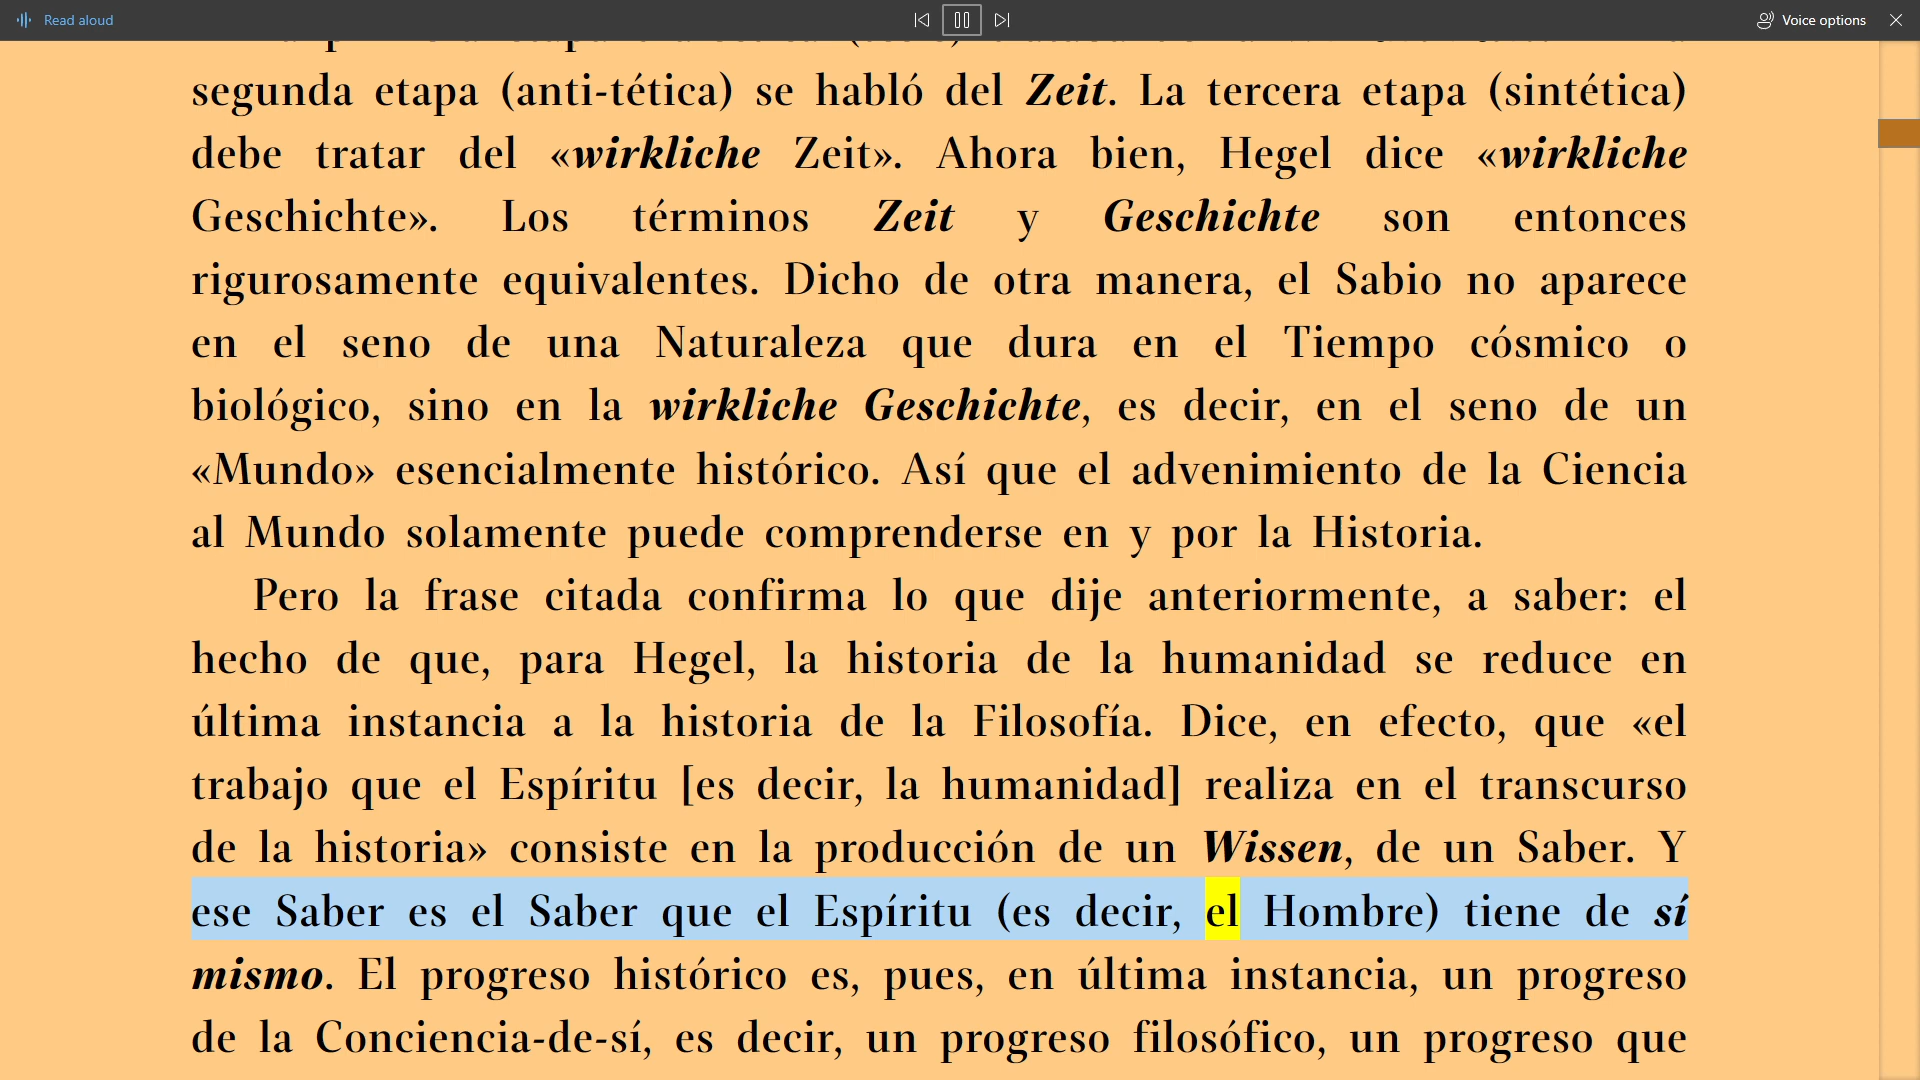 Read aloud
Voice options
segunda etapa (anti-tética) se habló del Zeit. La tercera etapa (sintética)
debe tratar del «wirkliche Zeit». Ahora bien, Hegel dice «wirkliche
Geschichte». Los términos Zeit y Geschichte son entonces
rigurosamente equivalentes. Dicho de otra manera, el Sabio no aparece
en el seno de una Naturaleza que dura en el Tiempo cósmico o
biológico, sino en la wirkliche Geschichte, es decir, en el seno de un
«Mundo» esencialmente histórico. Así que el advenimiento de la Ciencia
al Mundo solamente puede comprenderse en y por la Historia.
Pero la frase citada confirma lo que dije anteriormente, a saber: el
hecho de que, para Hegel, la historia de la humanidad se reduce en
última instancia a la historia de la Filosofía. Dice, en efecto, que «el
trabajo que el Espíritu [es decir, la humanidad] realiza en el transcurso
de la historia» consiste en la producción de un Wissen, de un Saber. Y
ese Saber es el Saber que el Espíritu (es decir, el Hombre) tiene de sí
mismo. El progreso histórico es, pues, en última instancia, un progreso
de la Conciencia-de-sí, es decir, un progreso filosófico, un progreso que